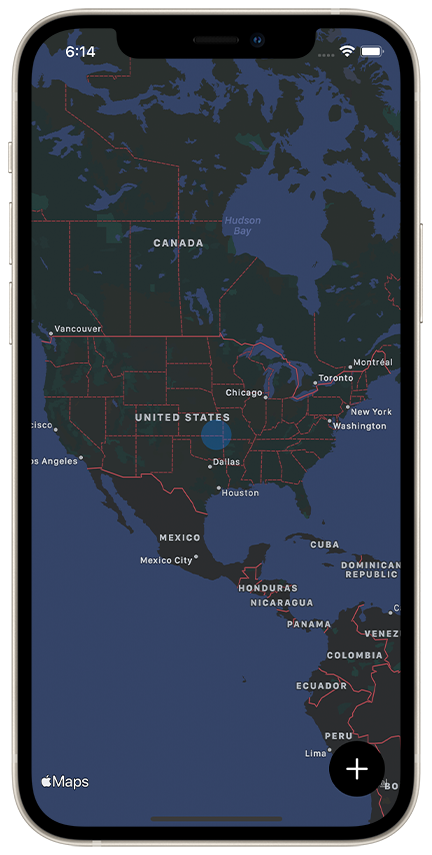 6:14
Hudson
Bay
CANADA
Vancouver
Montréal
Toronto
Chicago
New York
UNITED STATES
cisco
Washington
os Angeles
Dallas
Houston
MEXICO
CUBA
Mexico City
DOMINICAN
REPUBLIC
HONDURAS
NICARAGUA
PANAMA
C
VENEZ
COLOMBIA
ECUADOR
PERU
Lima
Maps
BO